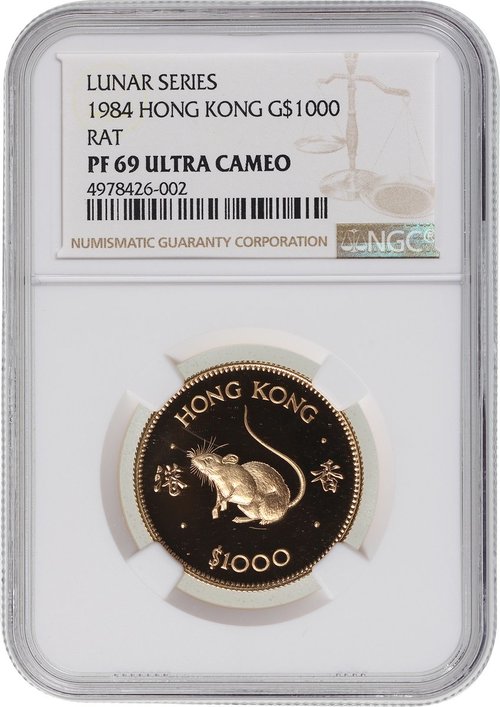 LUNAR SERIES
1984 HONG KONG G$1000
RAT
PF 69 ULTRA CAMEO
4978426-002
NUMISMATIC GUARANTY CORPORATION
NGC
HONG KONG
港 香
$1000